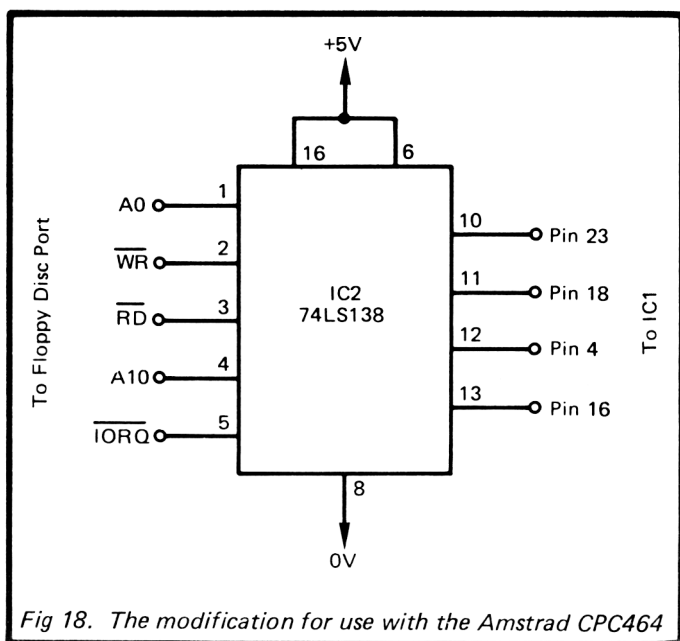 +5V
16 6
A0 1
WR 2
RD 3
A10 4
IORQ 5
To Floppy Disc Port
IC2
74LS138
10 Pin 23
11 Pin 18
12 Pin 4
13 Pin 16
To IC1
8
0V
Fig 18. The modification for use with the Amstrad CPC464